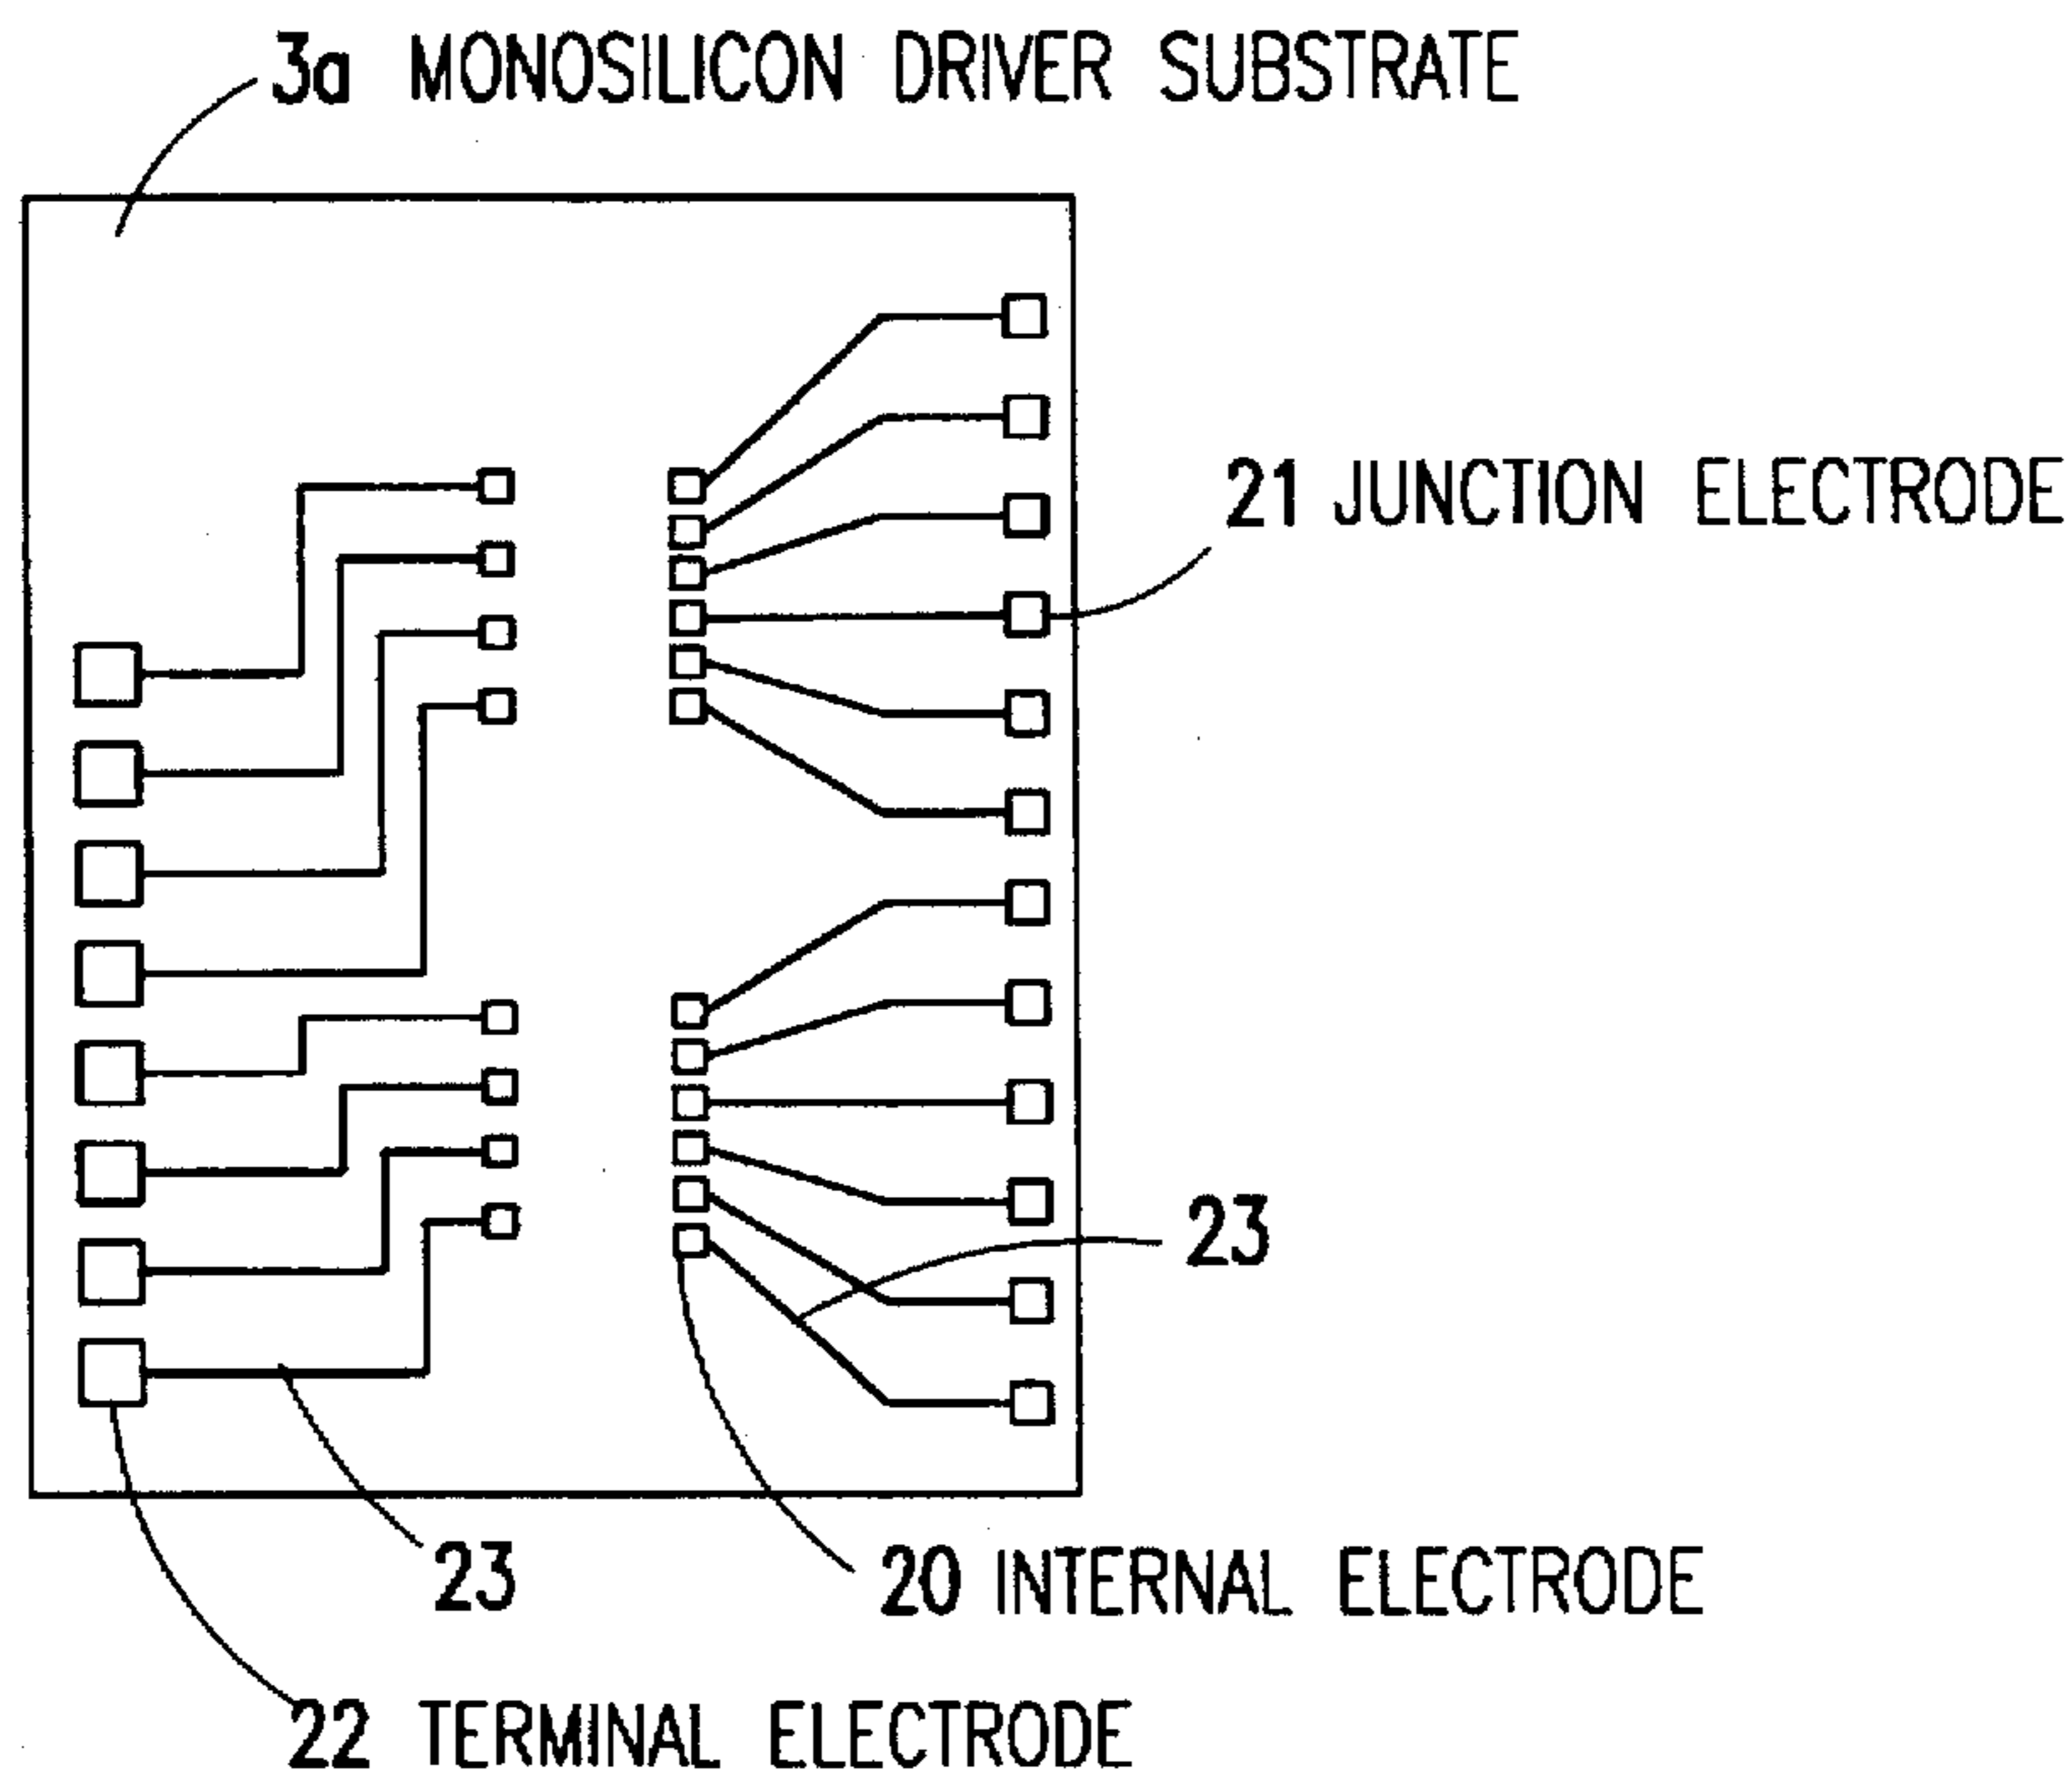 3a MONOSILICON DRIVER SUBSTRATE
21 JUNCTION ELECTRODE
23
23
20 INTERNAL ELECTRODE
22 TERMINAL ELECTRODE